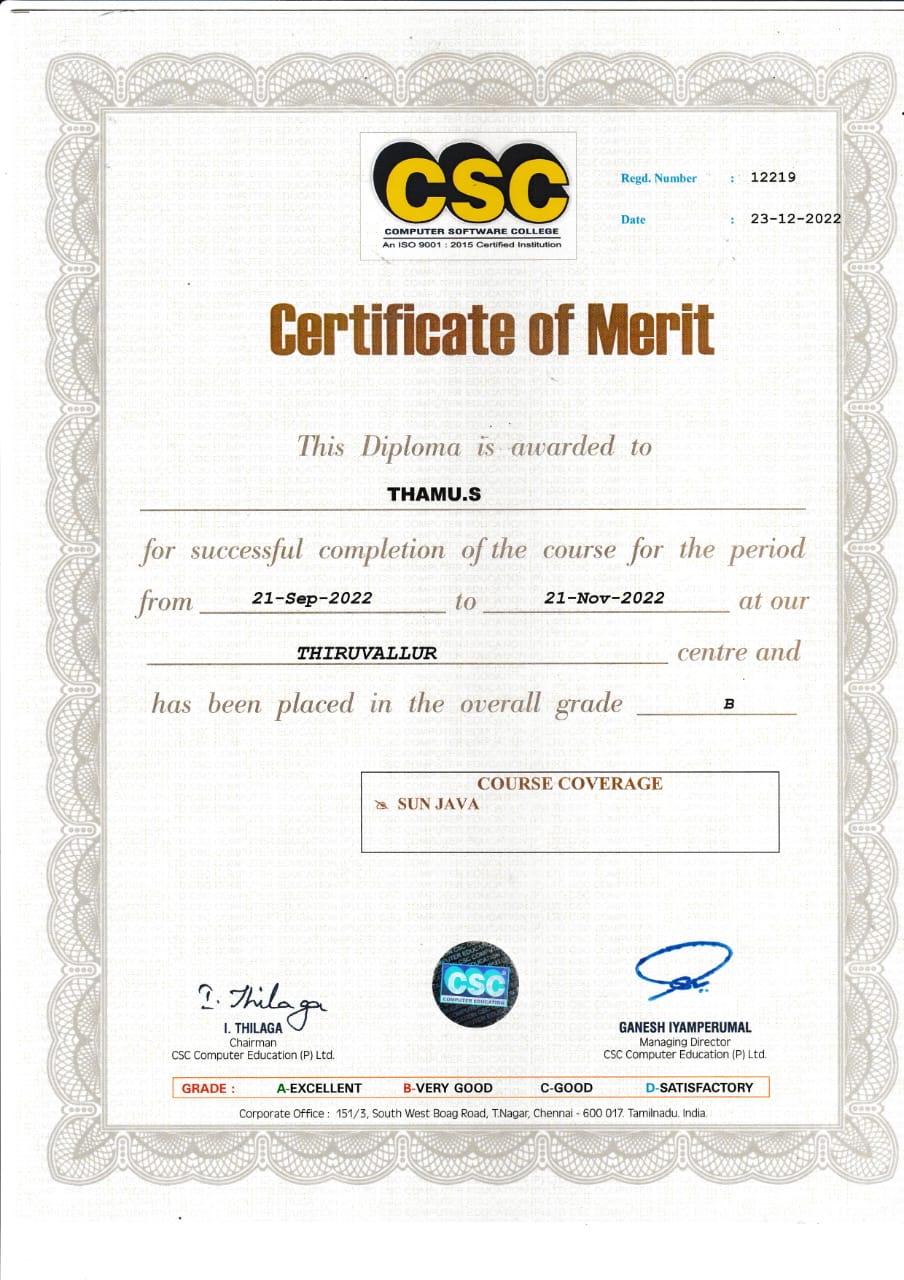 CSC
COMPUTER SOFTWARE COLLEGE
An ISO 9001 : 2015 Certified Institution
Regd. Number : 12219
Date : 23-12-2022
Certificate of Merit
This Diploma is awarded to
THAMU.S
for successful completion of the course for the period
from 21-Sep-2022 to 21-Nov-2022 at our
THIRUVALLUR centre and
has been placed in the overall grade B
COURSE COVERAGE
SUN JAVA
CSC
COMPUTER EDUCATION
I. Thilaga
I. THILAGA
Chairman
CSC Computer Education (P) Ltd.
GANESH IYAMPERUMAL
Managing Director
CSC Computer Education (P) Ltd.
GRADE : A-EXCELLENT B-VERY GOOD C-GOOD D-SATISFACTORY
Corporate Office : 151/3, South West Boag Road, T.Nagar, Chennai - 600 017. Tamilnadu. India.